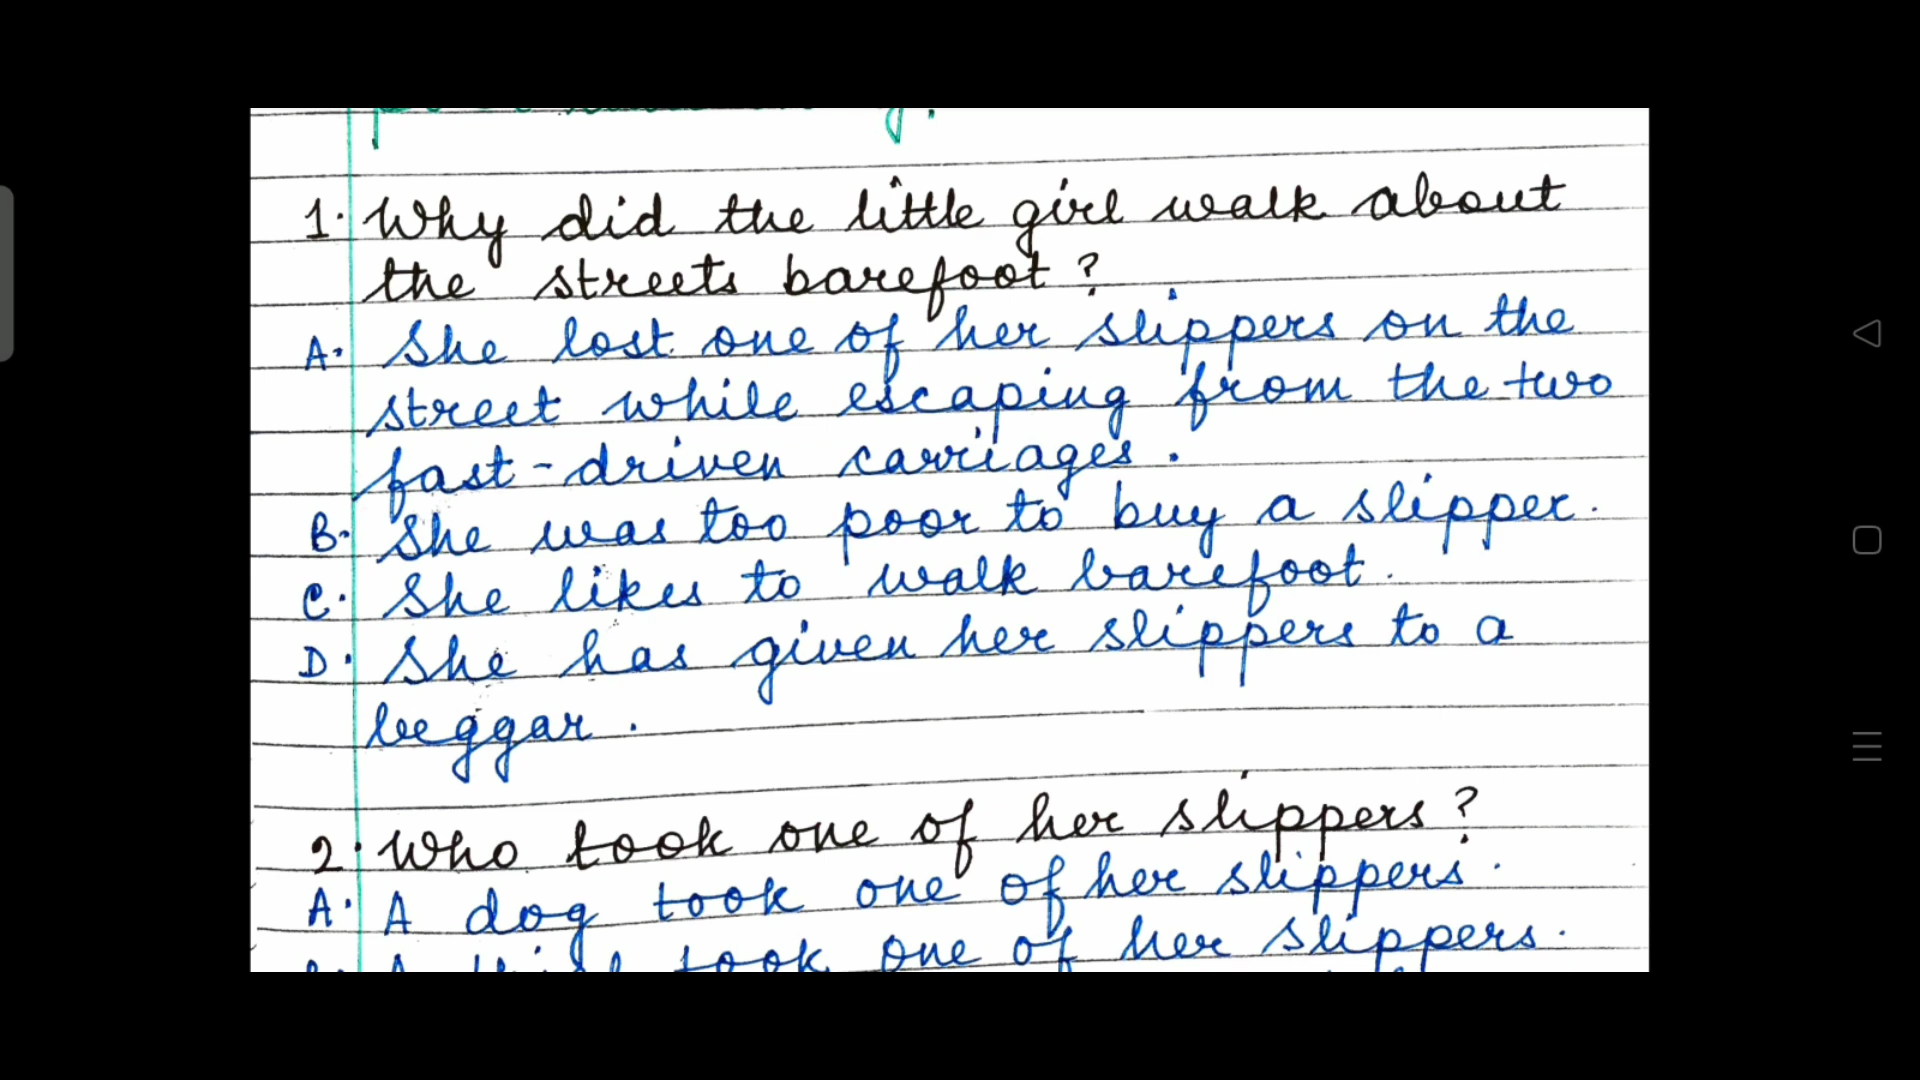 1. Why did the little girl walk about
the streets barefoot?
A. She lost one of her slippers on the
street while escaping from the two
fast-driven carriages.
B. She was too poor to buy a slipper.
C. She likes to walk barefoot.
D. She has given her slippers to a
beggar.
2. Who took one of her slippers?
A. A dog took one of her slippers.
took one of her slippers.